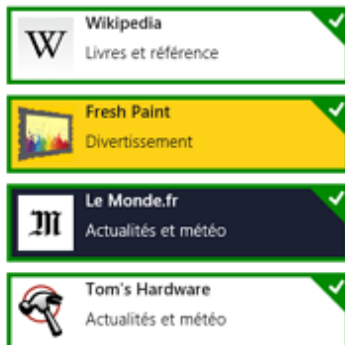 W
Wikipedia
Livres et référence
Fresh Paint
Divertissement
M
Le Monde.fr
Actualités et météo
Tom's Hardware
Actualités et météo